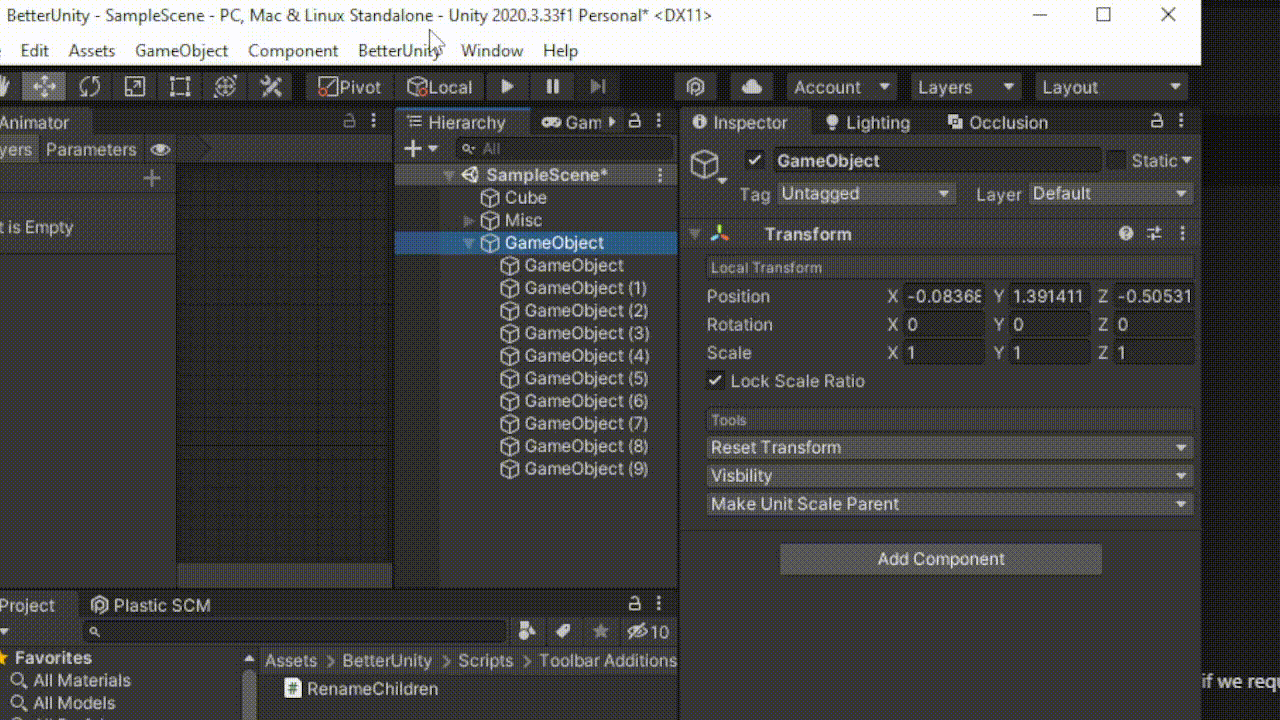 BetterUnity - SampleScene - PC, Mac & Linux Standalone - Unity 2020.3.33f1 Personal* <DX11>
Edit Assets GameObject Component BetterUnity Window Help
Pivot Local Account Layers Layout
Animator
yers Parameters
t is Empty
Hierarchy Gam
All
SampleScene*
Cube
Misc
GameObject
GameObject
GameObject (1)
GameObject (2)
GameObject (3)
GameObject (4)
GameObject (5)
GameObject (6)
GameObject (7)
GameObject (8)
GameObject (9)
Inspector Lighting Occlusion
GameObject Static
Tag Untagged Layer Default
Transform
Local Transform
Position X -0.08368 Y 1.391411 Z -0.50531
Rotation X 0 Y 0 Z 0
Scale X 1 Y 1 Z 1
Lock Scale Ratio
Tools
Reset Transform
Visbility
Make Unit Scale Parent
Add Component
Project Plastic SCM
10
Favorites
All Materials
All Models
Assets > BetterUnity > Scripts > Toolbar Additions
RenameChildren
if we requ